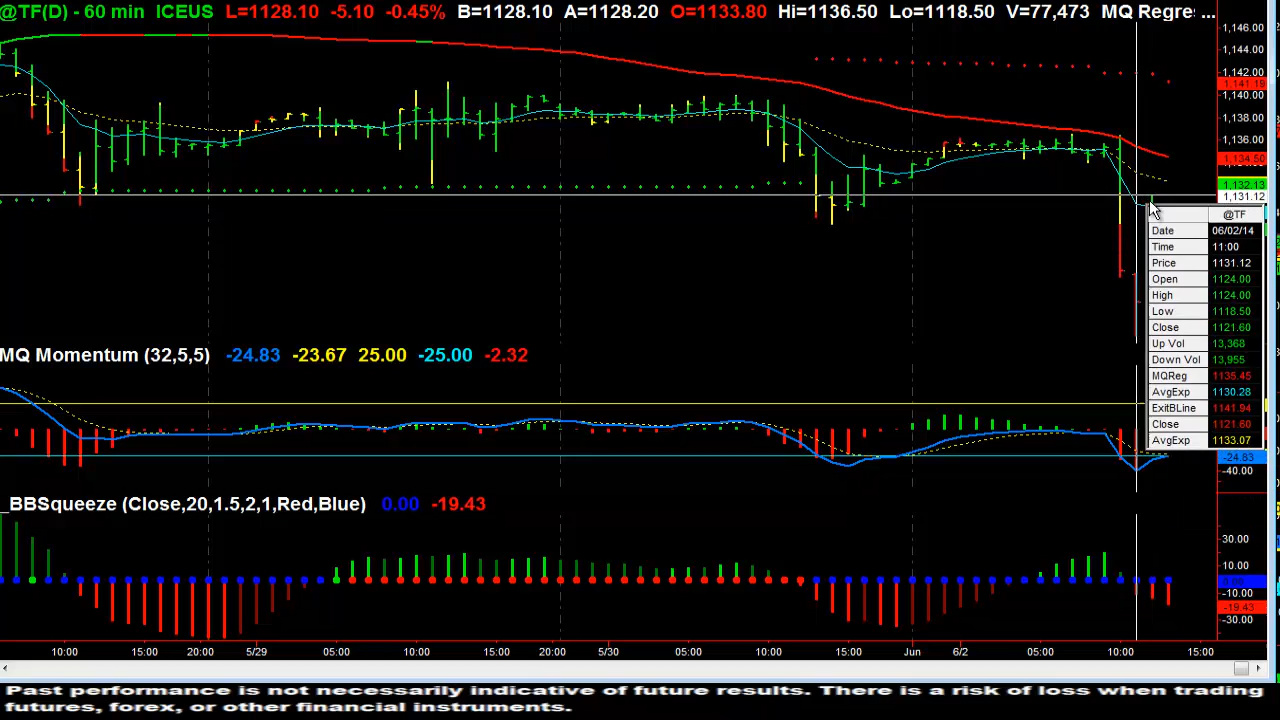 @TF(D) - 60 min ICEUS L=1128.10 -5.10 -0.45% B=1128.10 A=1128.20 O=1133.80 Hi=1136.50 Lo=1118.50 V=77,473 MQ Regre: ...
1,146.00
1,144.00
1,142.00
1,141.19
1,140.00
1,138.00
1,136.00
1,134.50
1,132.13
1,131.12
@TF
Date 06/02/14
Time 11:00
Price 1131.12
Open 1124.00
High 1124.00
Low 1118.50
Close 1121.60
Up Vol 13,368
Down Vol 13,955
MQReg 1135.45
AvgExp 1130.28
ExitBLine 1141.94
Close 1121.60
AvgExp 1133.07
MQ Momentum (32,5,5) -24.83 -23.67 25.00 -25.00 -2.32
-24.83
-40.00
_BBSqueeze (Close,20,1.5,2,1,Red,Blue) 0.00 -19.43
30.00
10.00
0.00
-10.00
-19.43
-30.00
10:00 15:00 20:00 5/29 05:00 10:00 15:00 20:00 5/30 05:00 10:00 15:00 Jun 6/2 05:00 10:00 15:00
Past performance is not necessarily indicative of future results. There is a risk of loss when trading
futures, forex, or other financial instruments.